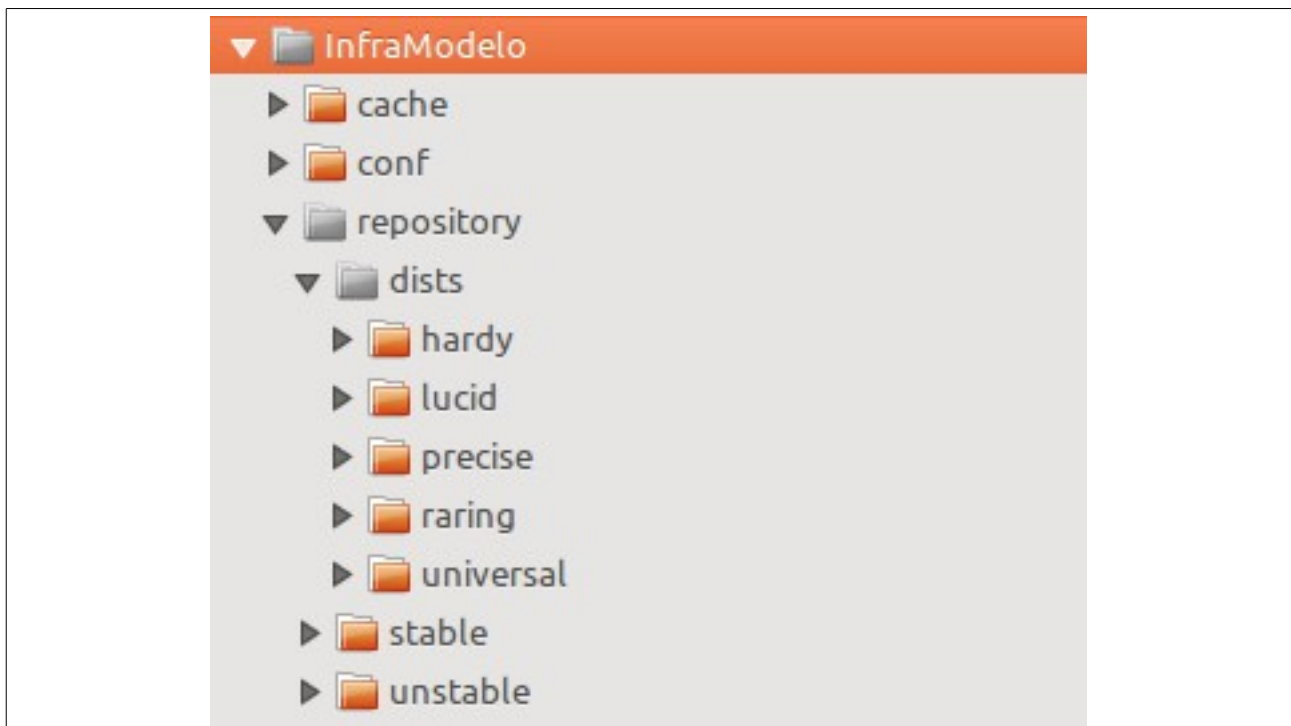 InfraModelo
cache
conf
repository
dists
hardy
lucid
precise
raring
universal
stable
unstable